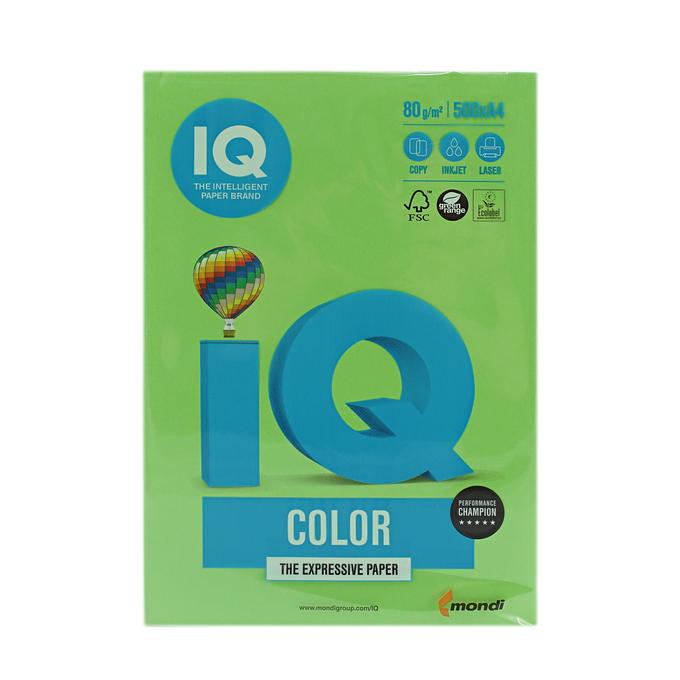 IQ
THE INTELLIGENT
PAPER BRAND
80 g/m² | 500xA4
COPY INKJET LASER
FSC™
green range
Ecolabel
IQ
COLOR
THE EXPRESSIVE PAPER
PERFORMANCE
CHAMPION
★★★★★
www.mondigroup.com/IQ
mondi